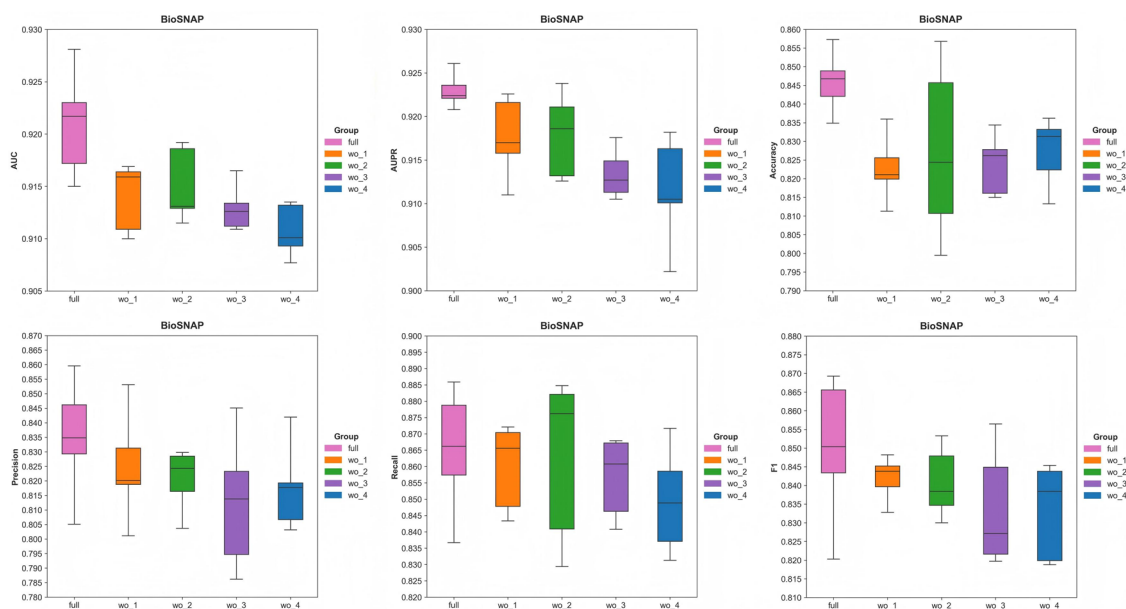 BioSNAP
0.930
0.925
0.920
0.915
0.910
0.905
AUC
full
wo_1
wo_2
wo_3
wo_4
Group
full
wo_1
wo_2
wo_3
wo_4
BioSNAP
0.930
0.925
0.920
0.915
0.910
0.905
0.900
AUPR
full
wo_1
wo_2
wo_3
wo_4
Group
full
wo_1
wo_2
wo_3
wo_4
BioSNAP
0.860
0.855
0.850
0.845
0.840
0.835
0.830
0.825
0.820
0.815
0.810
0.805
0.800
0.795
0.790
Accuracy
full
wo_1
wo_2
wo_3
wo_4
Group
full
wo_1
wo_2
wo_3
wo_4
BioSNAP
0.870
0.865
0.860
0.855
0.850
0.845
0.840
0.835
0.830
0.825
0.820
0.815
0.810
0.805
0.800
0.795
0.790
0.785
0.780
Precision
full
wo_1
wo_2
wo_3
wo_4
Group
full
wo_1
wo_2
wo_3
wo_4
BioSNAP
0.900
0.895
0.890
0.885
0.880
0.875
0.870
0.865
0.860
0.855
0.850
0.845
0.840
0.835
0.830
0.825
0.820
Recall
full
wo_1
wo_2
wo_3
wo_4
Group
full
wo_1
wo_2
wo_3
wo_4
BioSNAP
0.880
0.875
0.870
0.865
0.860
0.855
0.850
0.845
0.840
0.835
0.830
0.825
0.820
0.815
0.810
F1
full
wo_1
wo_2
wo_3
wo_4
Group
full
wo_1
wo_2
wo_3
wo_4